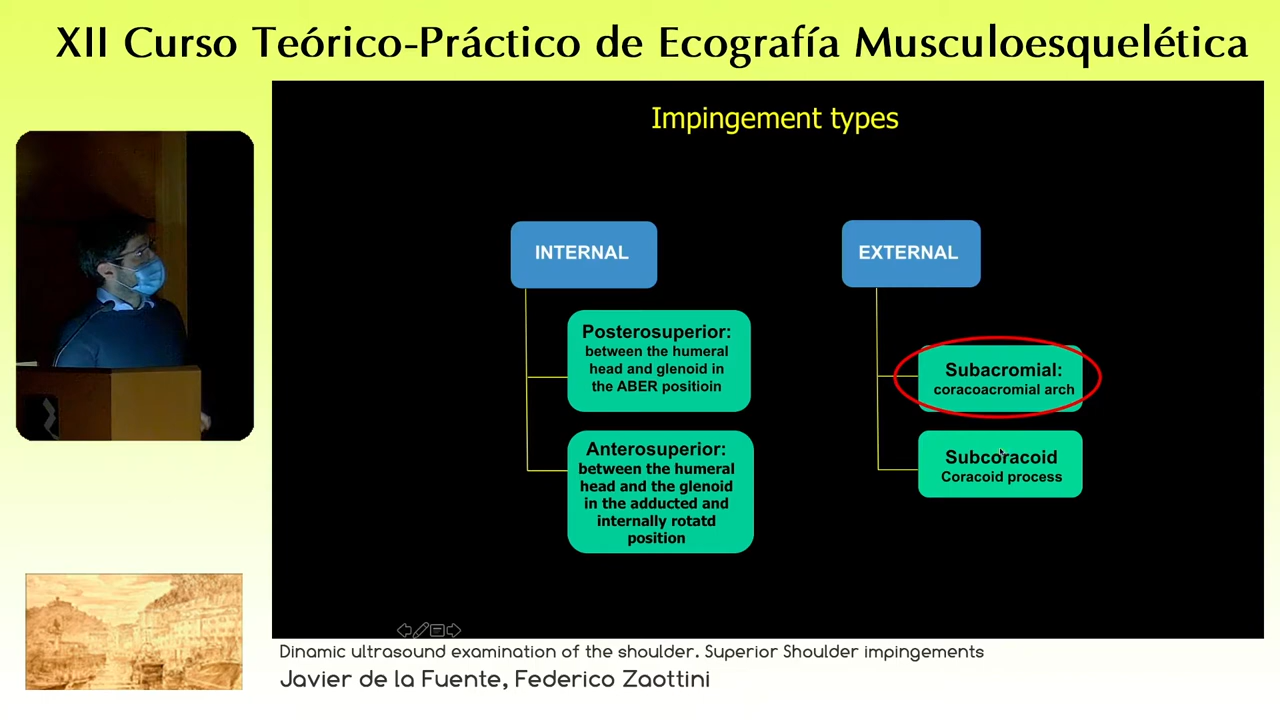 XII Curso Teórico-Práctico de Ecografía Musculoesquelética
Impingement types
INTERNAL
Posterosuperior:
between the humeral
head and glenoid in
the ABER positioin
Anterosuperior:
between the humeral
head and the glenoid
in the adducted and
internally rotatd
position
EXTERNAL
Subacromial:
coracoacromial arch
Subcoracoid
Coracoid process
Dinamic ultrasound examination of the shoulder. Superior Shoulder impingements
Javier de la Fuente, Federico Zaottini